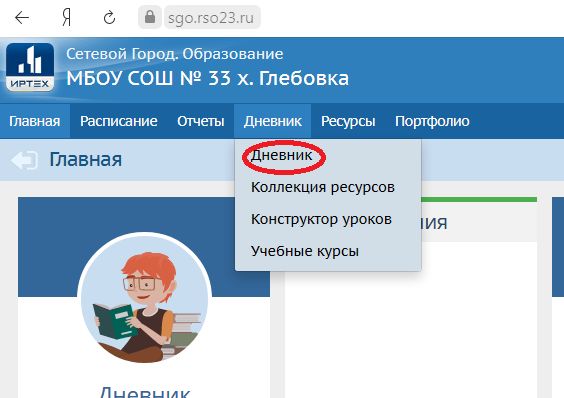 Я sgo.rso23.ru
ИРТЕХ
Сетевой Город. Образование
МБОУ СОШ № 33 х. Глебовка
Главная Расписание Отчеты Дневник Ресурсы Портфолио
Главная
Дневник
Коллекция ресурсов
Конструктор уроков
Учебные курсы
ния
Дневник